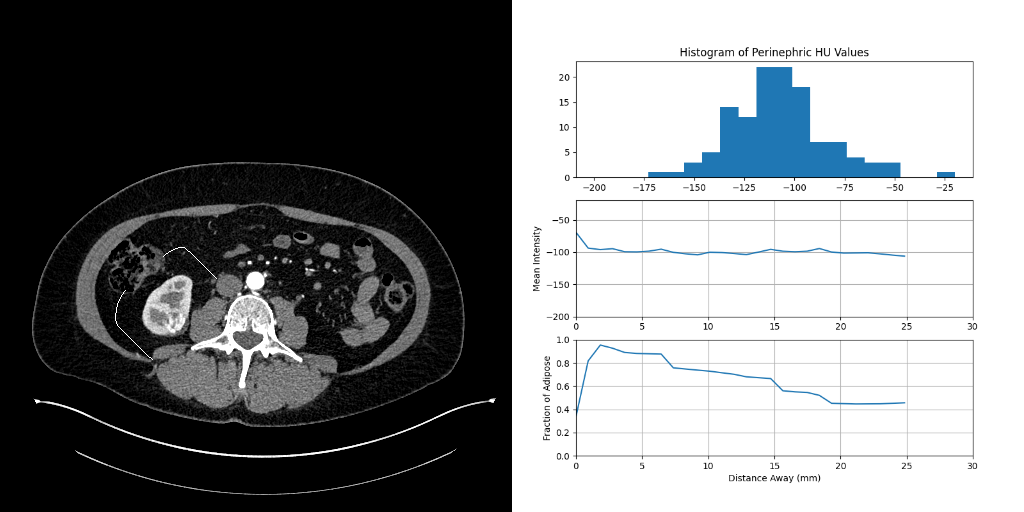 Histogram of Perinephric HU Values
20
15
10
5
0
−200 −175 −150 −125 −100 −75 −50 −25
Mean Intensity
−50
−100
−150
−200
0 5 10 15 20 25 30
Fraction of Adipose
1.0
0.8
0.6
0.4
0.2
0.0
0 5 10 15 20 25 30
Distance Away (mm)